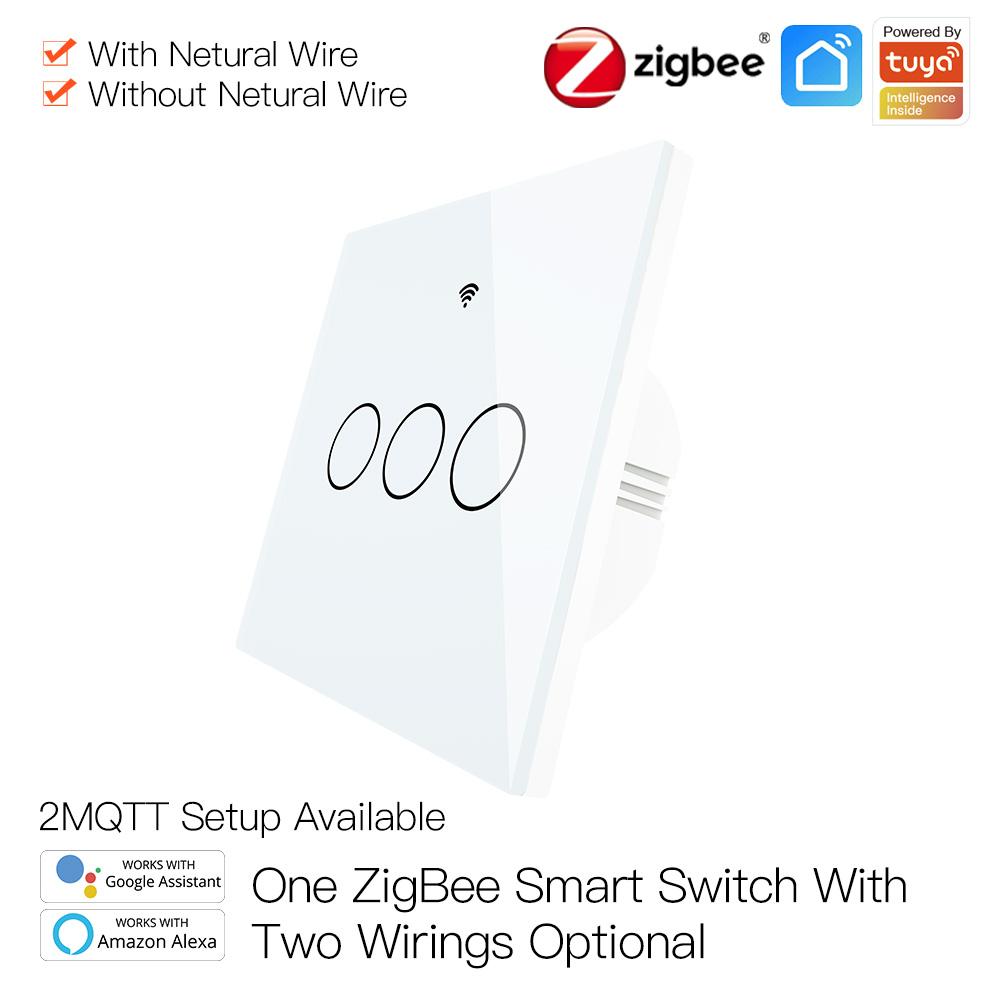 With Netural Wire
Without Netural Wire
zigbee®
Powered By
tuya
Intelligence
Inside
2MQTT Setup Available
WORKS WITH
Google Assistant
WORKS WITH
Amazon Alexa
One ZigBee Smart Switch With
Two Wirings Optional